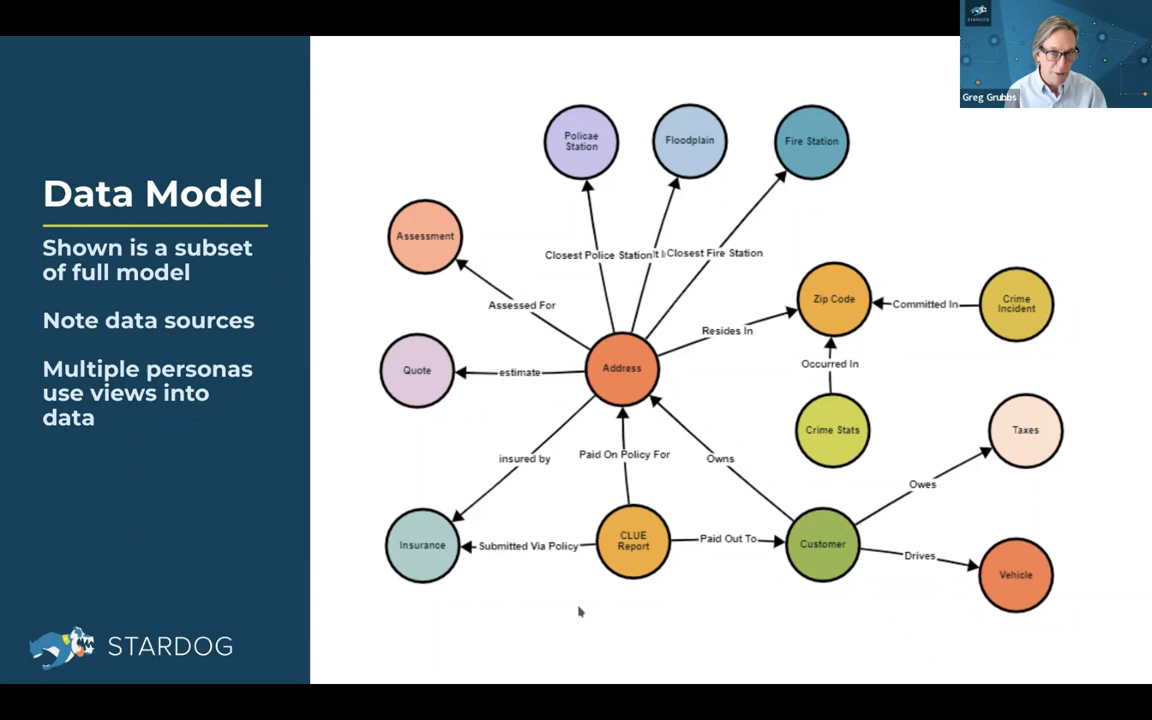 STARDOG
Greg Grubbs
Data Model
Shown is a subset
of full model
Note data sources
Multiple personas
use views into
data
STARDOG
Policae
Station
Floodplain
Fire Station
Assessment
Closest Police Station
Closest Fire Station
Assessed For
Zip Code
Committed In
Crime
Incident
Resides In
Quote
estimate
Address
Occurred In
Crime Stats
Taxes
insured by
Paid On Policy For
Owns
Owes
Insurance
Submitted Via Policy
CLUE
Report
Paid Out To
Customer
Drives
Vehicle